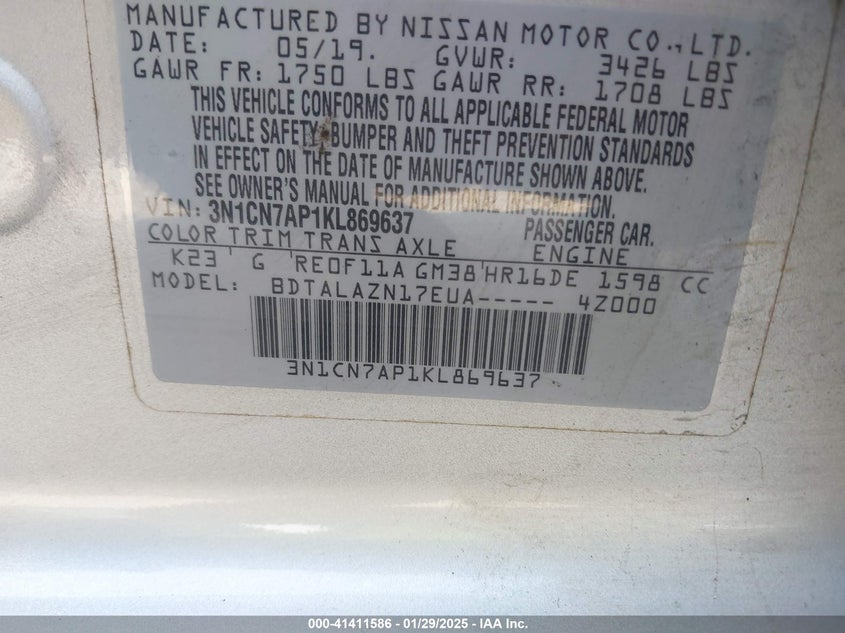 MANUFACTURED BY NISSAN MOTOR CO., LTD.
DATE: 05/19. GVWR: 3426 LBS
GAWR FR: 1750 LBS GAWR RR: 1708 LBS
THIS VEHICLE CONFORMS TO ALL APPLICABLE FEDERAL MOTOR
VEHICLE SAFETY, BUMPER AND THEFT PREVENTION STANDARDS
IN EFFECT ON THE DATE OF MANUFACTURE SHOWN ABOVE.
SEE OWNER'S MANUAL FOR ADDITIONAL INFORMATION.
VIN: 3N1CN7AP1KL869637 PASSENGER CAR.
COLOR TRIM TRANS AXLE ENGINE
K23 G RE0F11A GM38 HR16DE 1598 CC
MODEL: BDTALAZN17EUA----- 4Z000
3N1CN7AP1KL869637
000-41411586 - 01/29/2025 - IAA Inc.